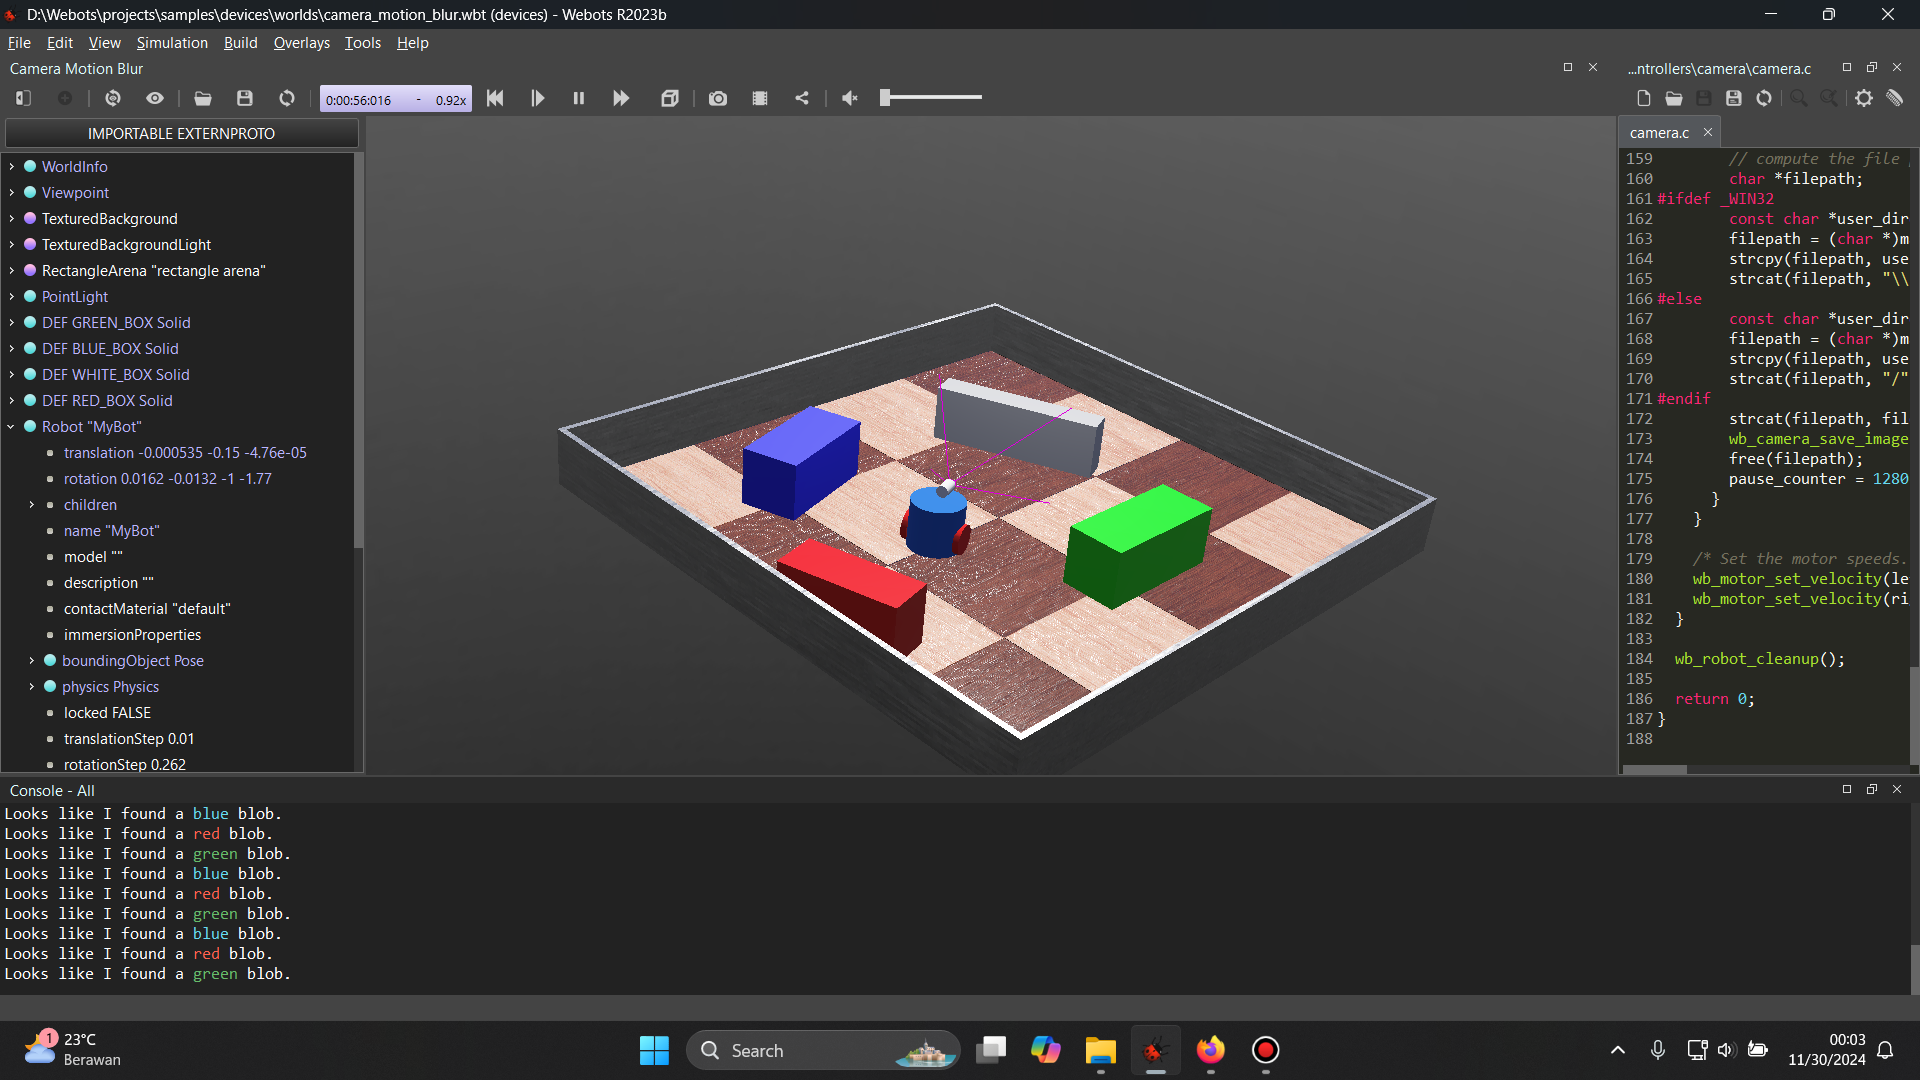 D:\Webots\projects\samples\devices\worlds\camera_motion_blur.wbt (devices) - Webots R2023b
File Edit View Simulation Build Overlays Tools Help
Camera Motion Blur
0:00:56:016 - 0.92x
IMPORTABLE EXTERNPROTO
WorldInfo
Viewpoint
TexturedBackground
TexturedBackgroundLight
RectangleArena "rectangle arena"
PointLight
DEF GREEN_BOX Solid
DEF BLUE_BOX Solid
DEF WHITE_BOX Solid
DEF RED_BOX Solid
Robot "MyBot"
translation -0.000535 -0.15 -4.76e-05
rotation 0.0162 -0.0132 -1 -1.77
children
name "MyBot"
model ""
description ""
contactMaterial "default"
immersionProperties
boundingObject Pose
physics Physics
locked FALSE
translationStep 0.01
rotationStep 0.262
...ntrollers\camera\camera.c
camera.c
159 // compute the file
160 char *filepath;
161 #ifdef _WIN32
162 const char *user_dir
163 filepath = (char *)m
164 strcpy(filepath, use
165 strcat(filepath, "\\
166 #else
167 const char *user_dir
168 filepath = (char *)m
169 strcpy(filepath, use
170 strcat(filepath, "/"
171 #endif
172 strcat(filepath, fil
173 wb_camera_save_image
174 free(filepath);
175 pause_counter = 1280
176 }
177 }
178
179 /* Set the motor speeds.
180 wb_motor_set_velocity(le
181 wb_motor_set_velocity(ri
182 }
183
184 wb_robot_cleanup();
185
186 return 0;
187 }
188
Console - All
Looks like I found a blue blob.
Looks like I found a red blob.
Looks like I found a green blob.
Looks like I found a blue blob.
Looks like I found a red blob.
Looks like I found a green blob.
Looks like I found a blue blob.
Looks like I found a red blob.
Looks like I found a green blob.
1
23°C
Berawan
Search
00:03
11/30/2024